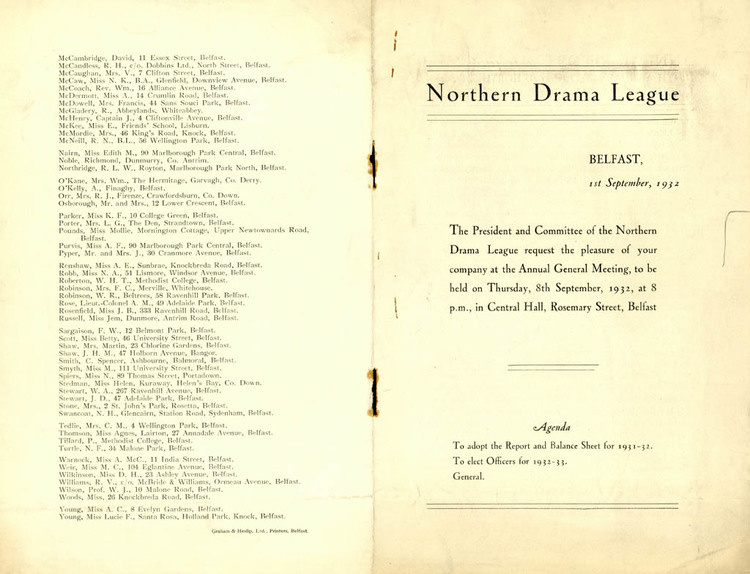 McCambridge, David, 11 Essex Street, Belfast.
McCandless, R. H., c/o. Dobbins Ltd., North Street, Belfast.
McCaughan, Mrs. V., 7 Clifton Street, Belfast.
McCaw, Miss N. K., B.A., Glenfield, Downview Avenue, Belfast.
McCoach, Rev. Wm., 16 Alliance Avenue, Belfast.
McDermott, Miss A., 14 Crumlin Road, Belfast.
McDowell, Mrs. Francis, 44 Sans Souci Park, Belfast.
McGladery, R., Abbeylands, Whiteabbey.
McHenry, Captain J., 4 Cliftonville Avenue, Belfast.
McKee, Miss E., Friends' School, Lisburn.
McMordie, Mrs., 46 King's Road, Knock, Belfast.
McNeill, R. N., B.L., 56 Wellington Park, Belfast.
Nairn, Miss Edith M., 90 Marlborough Park Central, Belfast.
Noble, Richmond, Dunmurry, Co. Antrim.
Northridge, R. L. W., Royton, Marlborough Park North, Belfast.
O'Kane, Mrs. Wm., The Hermitage, Garvagh, Co. Derry.
O'Kelly, A., Finaghy, Belfast.
Orr, Mrs. R. J., Firenze, Crawfordsburn, Co. Down.
Osborough, Mr. and Mrs., 12 Lower Crescent, Belfast.
Parker, Miss K. F., 10 College Green, Belfast.
Porter, Mrs. L. G., The Den, Strandtown, Belfast.
Pounds, Miss Mollie, Mornington Cottage, Upper Newtownards Road,
Belfast.
Purvis, Miss A. F., 90 Marlborough Park Central, Belfast.
Pyper, Mr. and Mrs. J., 30 Cranmore Avenue, Belfast.
Renshaw, Miss A. E., Sunbrae, Knockbreda Road, Belfast.
Robb, Miss N. A., 51 Lismore, Windsor Avenue, Belfast.
Roberton, W. H. T., Methodist College, Belfast.
Robinson, Mrs. F. C., Merville, Whitehouse.
Robinson, W. R., Beltrees, 58 Ravenhill Park, Belfast.
Rose, Lieut.-Colonel A. M., 49 Adelaide Park, Belfast.
Rosenfield, Miss J. B., 333 Ravenhill Road, Belfast.
Russell, Miss Jem, Dunmore, Antrim Road, Belfast.
Sargaison, F. W., 12 Belmont Park, Belfast.
Scott, Miss Betty, 46 University Street, Belfast.
Shaw, Mrs. Martin, 23 Chlorine Gardens, Belfast.
Shaw, J. H. M., 47 Holborn Avenue, Bangor.
Smith, C. Spencer, Ashbourne, Balmoral, Belfast.
Smyth, Miss M., 111 University Street, Belfast.
Spiers, Miss N., 89 Thomas Street, Portadown.
Stedman, Miss Helen, Kuraway, Helen's Bay, Co. Down.
Stewart, W. A., 267 Ravenhill Avenue, Belfast.
Stewart, J. D., 47 Adelaide Park, Belfast.
Stone, Mrs., 2 St. John's Park, Rosetta, Belfast.
Swancoat, N. H., Glencairn, Station Road, Sydenham, Belfast.
Tedlie, Mrs. C. M., 4 Wellington Park, Belfast.
Thomson, Miss Agnes, Lairton, 27 Annadale Avenue, Belfast.
Tillard, P., Methodist College, Belfast.
Turtle, N. F., 34 Malone Park, Belfast.
Warnock, Miss A. McC., 11 India Street, Belfast.
Weir, Miss M. C., 104 Eglantine Avenue, Belfast.
Wilkinson, Miss D. H., 23 Ashley Avenue, Belfast.
Williams, R. V., c/o. McBride & Williams, Ormeau Avenue, Belfast.
Wilson, Prof. W. J., 10 Malone Road, Belfast.
Woods, Miss, 26 Knockbreda Road, Belfast.
Young, Miss A. C., 8 Evelyn Gardens, Belfast.
Young, Miss Lucie F., Santa Rosa, Holland Park, Knock, Belfast.
Graham & Heslip, Ltd., Printers, Belfast.
Northern Drama League
BELFAST,
1st September, 1932
The President and Committee of the Northern
Drama League request the pleasure of your
company at the Annual General Meeting, to be
held on Thursday, 8th September, 1932, at 8
p.m., in Central Hall, Rosemary Street, Belfast
Agenda
To adopt the Report and Balance Sheet for 1931-32.
To elect Officers for 1932-33.
General.